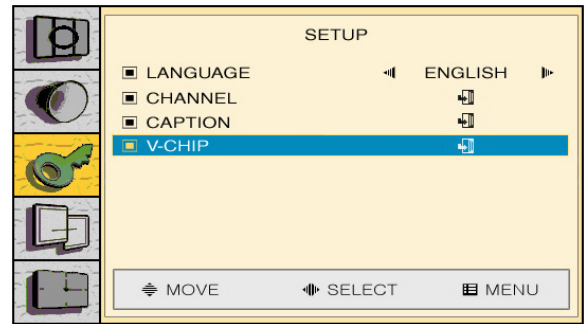 SETUP
LANGUAGE ENGLISH
CHANNEL
CAPTION
V-CHIP
MOVE SELECT MENU